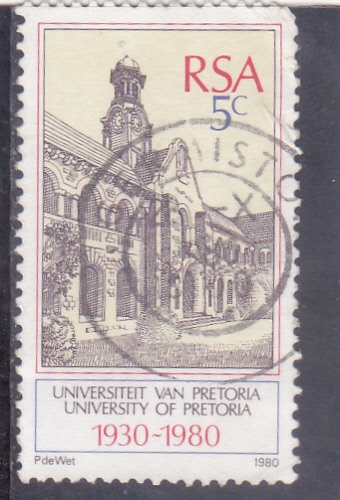 RSA
5c
UNIVERSITEIT VAN PRETORIA
UNIVERSITY OF PRETORIA
1930-1980
PdeWet 1980